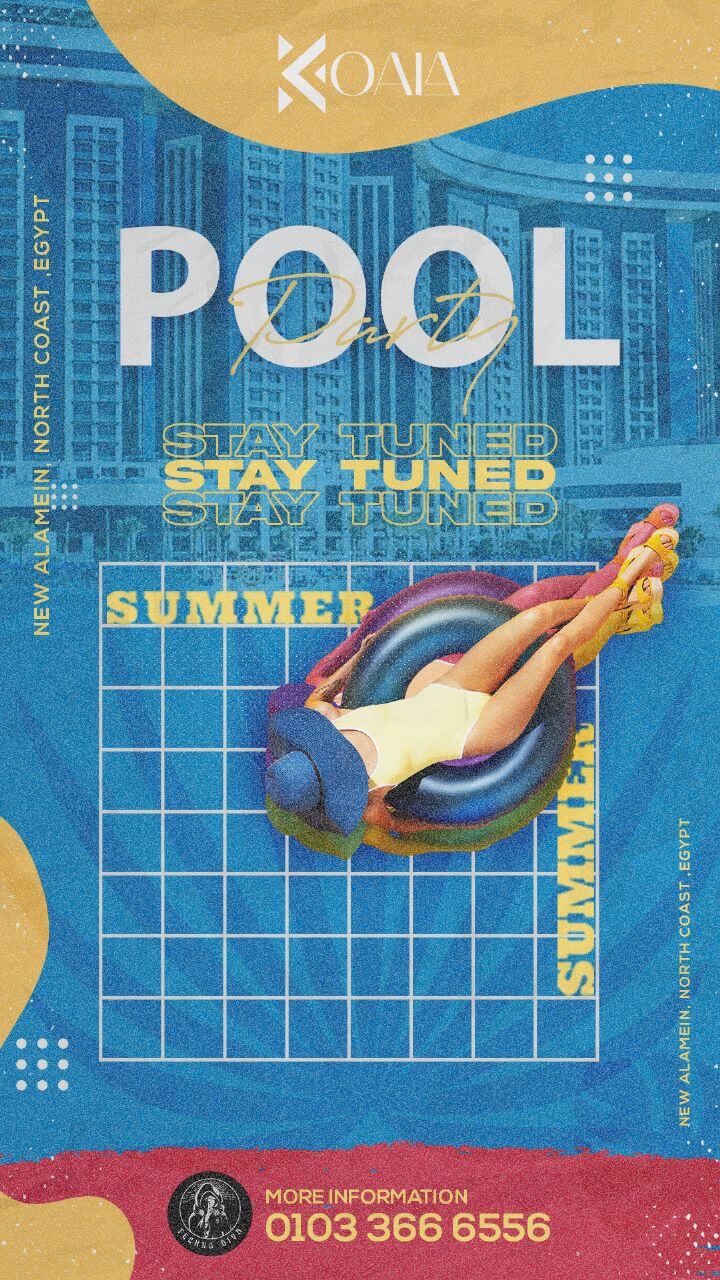 KOAIA
NEW ALAMEIN, NORTH COAST ,EGYPT
POOL
Party
STAY TUNED
STAY TUNED
STAY TUNED
SUMMER
SUMMER
NEW ALAMEIN, NORTH COAST ,EGYPT
TECHNO DIVA
MORE INFORMATION
0103 366 6556